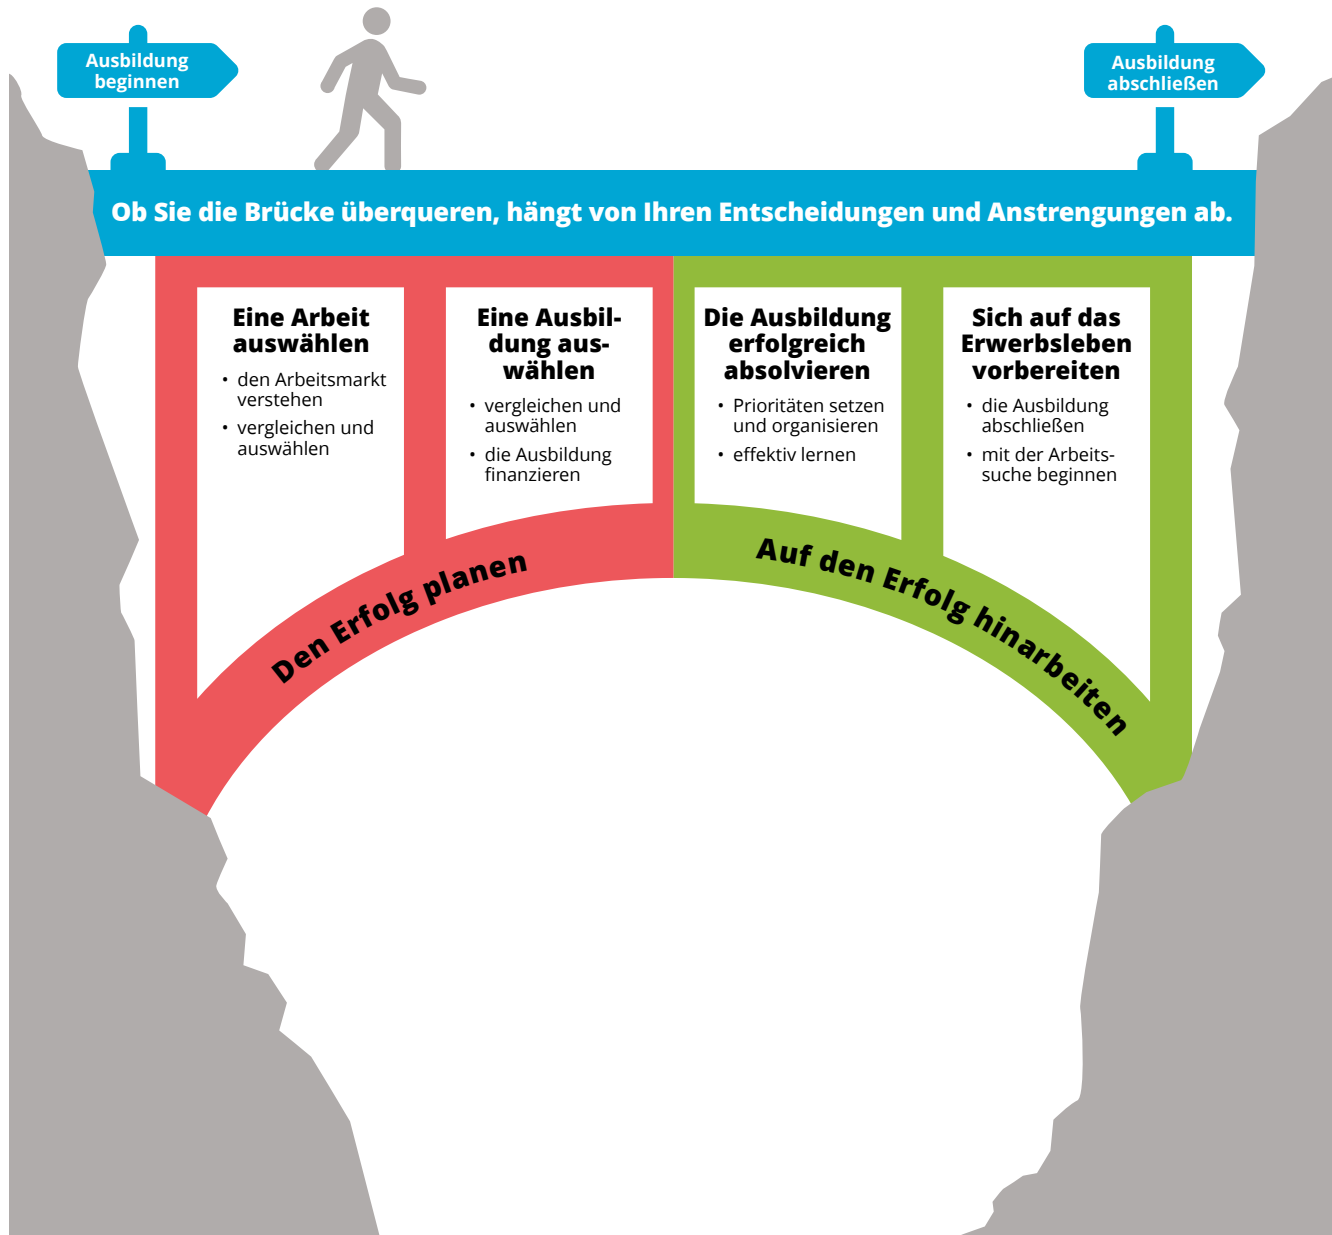 Ausbildung
beginnen
Ausbildung
abschließen
Ob Sie die Brücke überqueren, hängt von Ihren Entscheidungen und Anstrengungen ab.
Eine Arbeit
auswählen
• den Arbeitsmarkt
verstehen
• vergleichen und
auswählen
Eine Ausbil-
dung aus-
wählen
• vergleichen und
auswählen
• die Ausbildung
finanzieren
Die Ausbildung
erfolgreich
absolvieren
• Prioritäten setzen
und organisieren
• effektiv lernen
Sich auf das
Erwerbsleben
vorbereiten
• die Ausbildung
abschließen
• mit der Arbeits-
suche beginnen
Den Erfolg planen
Auf den Erfolg hinarbeiten